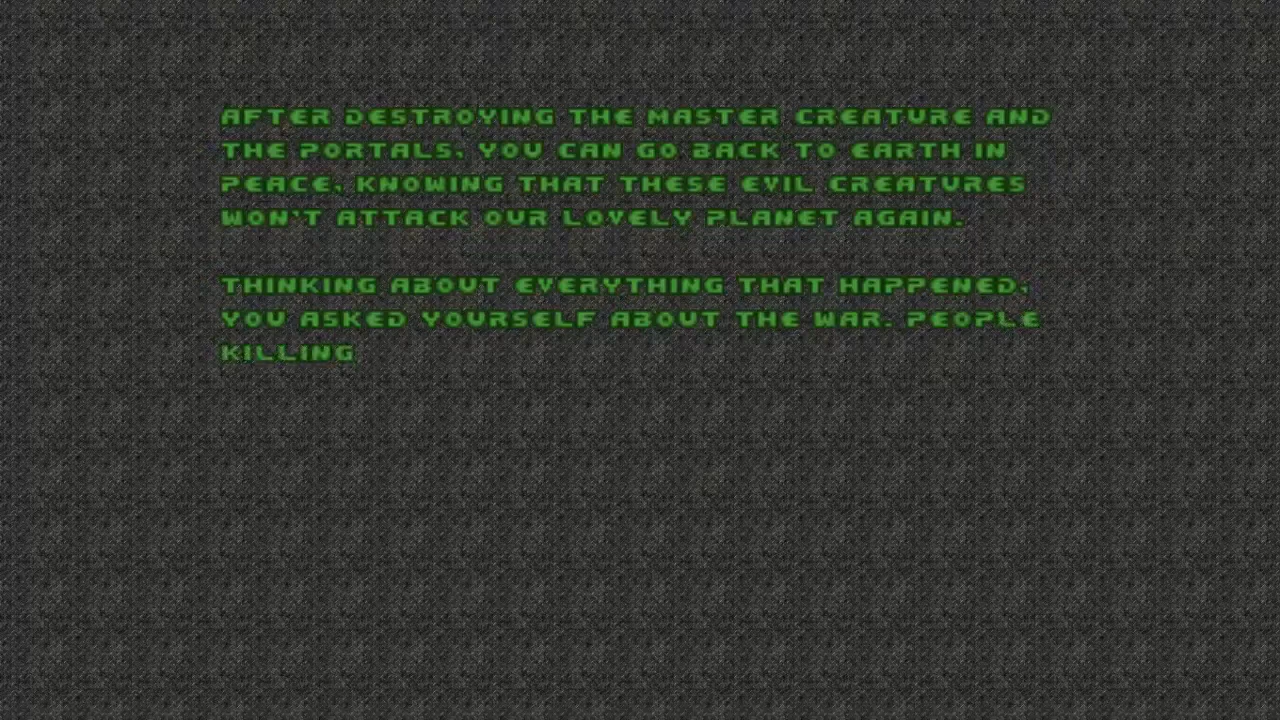 AFTER DESTROYING THE MASTER CREATURE AND
THE PORTALS, YOU CAN GO BACK TO EARTH IN
PEACE, KNOWING THAT THESE EVIL CREATURES
WON'T ATTACK OUR LOVELY PLANET AGAIN.
THINKING ABOUT EVERYTHING THAT HAPPENED,
YOU ASKED YOURSELF ABOUT THE WAR. PEOPLE
KILLING